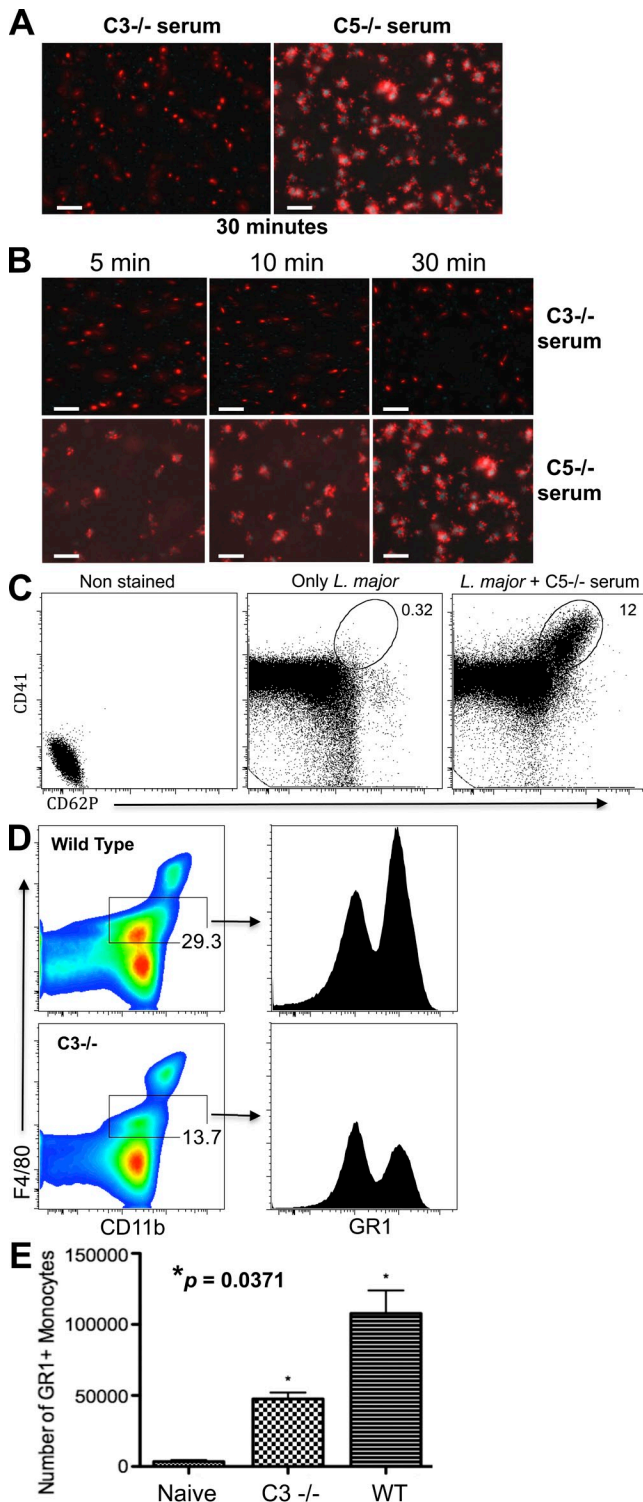 A
C3-/- serum
C5-/- serum
30 minutes
B
5 min
10 min
30 min
C3-/-
serum
C5-/-
serum
C
Non stained
Only L. major
L. major + C5-/- serum
0.32
12
CD41
CD62P
D
Wild Type
29.3
C3-/-
13.7
F4/80
CD11b
GR1
E
*p = 0.0371
Number of GR1+ Monocytes
150000
100000
50000
0
*
*
Naive
C3 -/-
WT